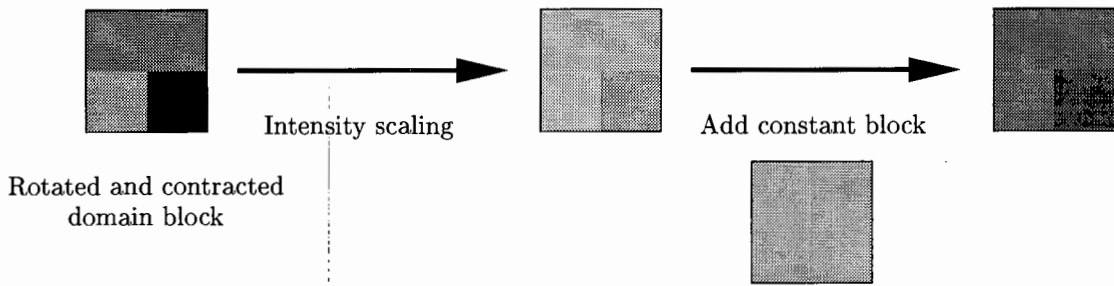 Intensity scaling
Add constant block
Rotated and contracted
domain block